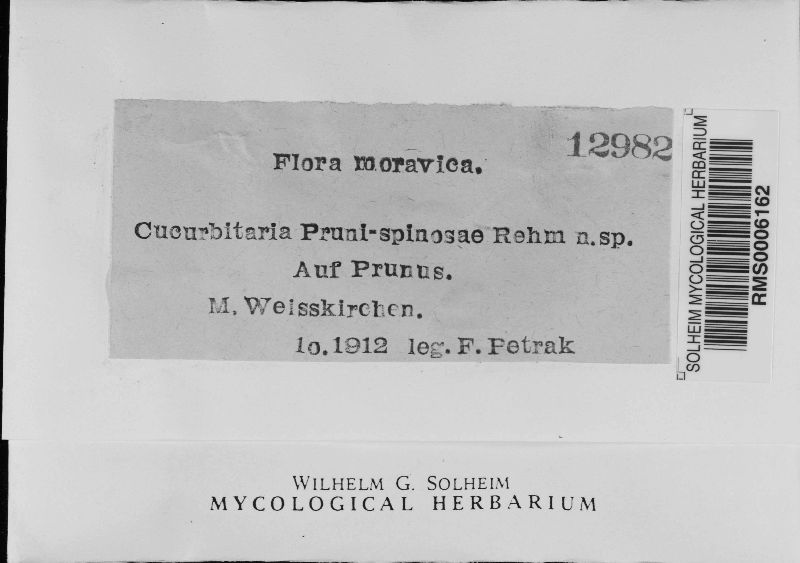 12982
Flora moravica.
Cucurbitaria Pruni-spinosae Rehm n.sp.
Auf Prunus.
M. Weisskirchen.
10.1912 leg. F. Petrak
SOLHEIM MYCOLOGICAL HERBARIUM
RMS0006162
WILHELM G. SOLHEIM
MYCOLOGICAL HERBARIUM